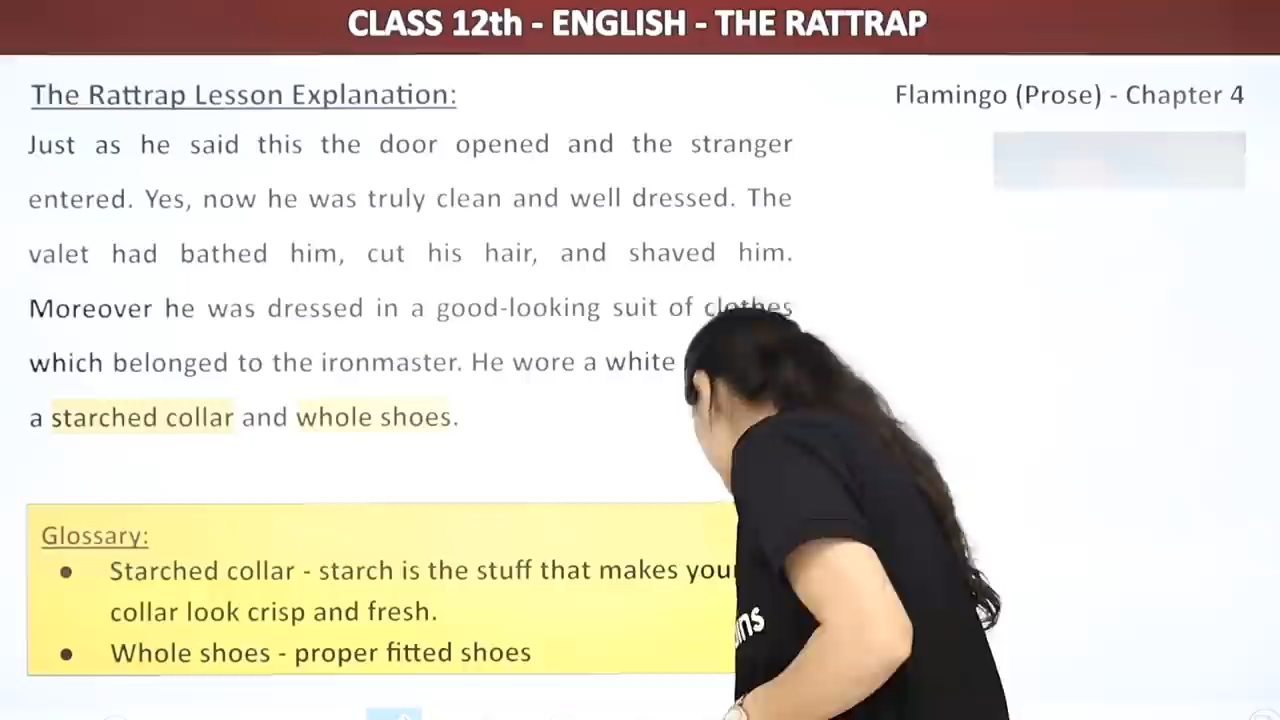 CLASS 12th - ENGLISH - THE RATTRAP
The Rattrap Lesson Explanation:
Flamingo (Prose) - Chapter 4
Just as he said this the door opened and the stranger
entered. Yes, now he was truly clean and well dressed. The
valet had bathed him, cut his hair, and shaved him.
Moreover he was dressed in a good-looking suit of clothes
which belonged to the ironmaster. He wore a white
a starched collar and whole shoes.
Glossary:
● Starched collar - starch is the stuff that makes your
collar look crisp and fresh.
● Whole shoes - proper fitted shoes